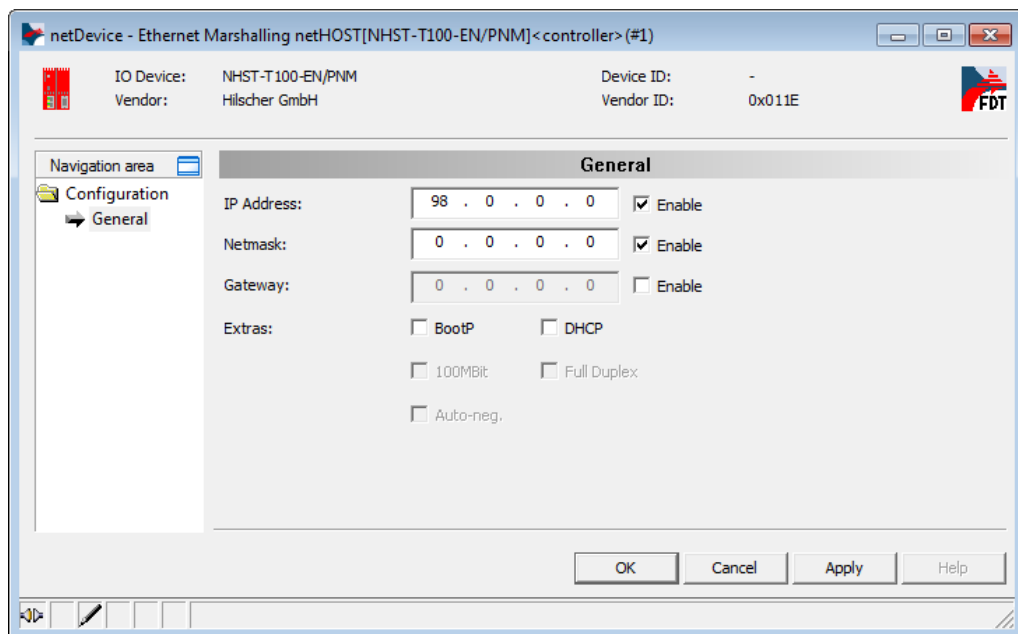 netDevice - Ethernet Marshalling netHOST[NHST-T100-EN/PNM]<controller>(#1)
IO Device: NHST-T100-EN/PNM Device ID: -
Vendor: Hilscher GmbH Vendor ID: 0x011E
FDT
Navigation area General
Configuration
General
IP Address: 98 . 0 . 0 . 0 Enable
Netmask: 0 . 0 . 0 . 0 Enable
Gateway: 0 . 0 . 0 . 0 Enable
Extras: BootP DHCP
100MBit Full Duplex
Auto-neg.
OK Cancel Apply Help